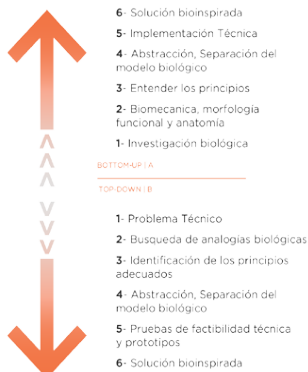 6- Solución bioinspirada
5- Implementación Técnica
4- Abstracción, Separación del
modelo biológico
3- Entender los principios
2- Biomecanica, morfología
funcional y anatomía
1- Investigación biológica
BOTTOM-UP | A
TOP-DOWN | B
1- Problema Técnico
2- Busqueda de analogías biológicas
3- Identificación de los principios
adecuados
4- Abstracción, Separación del
modelo biológico
5- Pruebas de factibilidad técnica
y prototipos
6- Solución bioinspirada